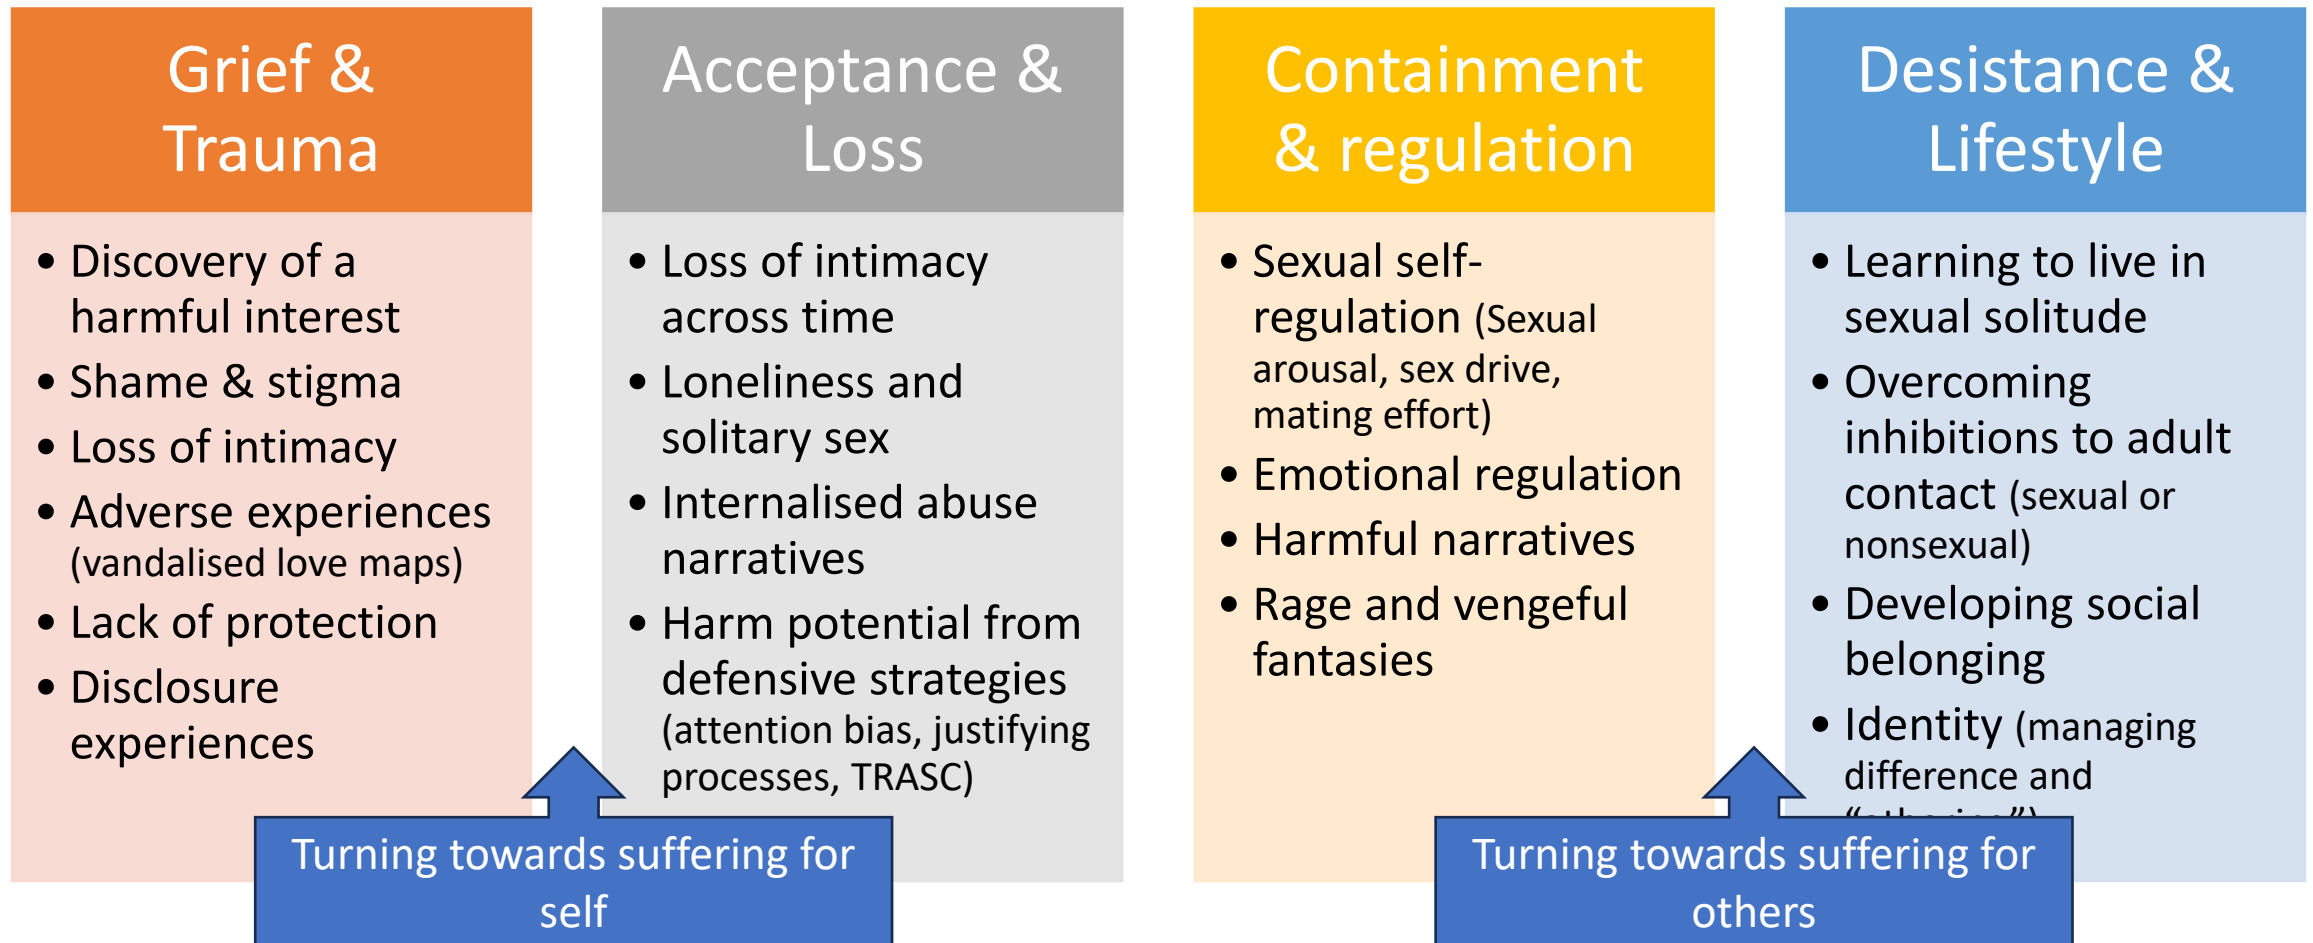 Grief &
Trauma
• Discovery of a
harmful interest
• Shame & stigma
• Loss of intimacy
• Adverse experiences
(vandalised love maps)
• Lack of protection
• Disclosure
experiences
Acceptance &
Loss
• Loss of intimacy
across time
• Loneliness and
solitary sex
• Internalised abuse
narratives
• Harm potential from
defensive strategies
(attention bias, justifying
processes, TRASC)
Turning towards suffering for
self
Containment
& regulation
• Sexual self-
regulation (Sexual
arousal, sex drive,
mating effort)
• Emotional regulation
• Harmful narratives
• Rage and vengeful
fantasies
Desistance &
Lifestyle
• Learning to live in
sexual solitude
• Overcoming
inhibitions to adult
contact (sexual or
nonsexual)
• Developing social
belonging
• Identity (managing
difference and
Turning towards suffering for
others